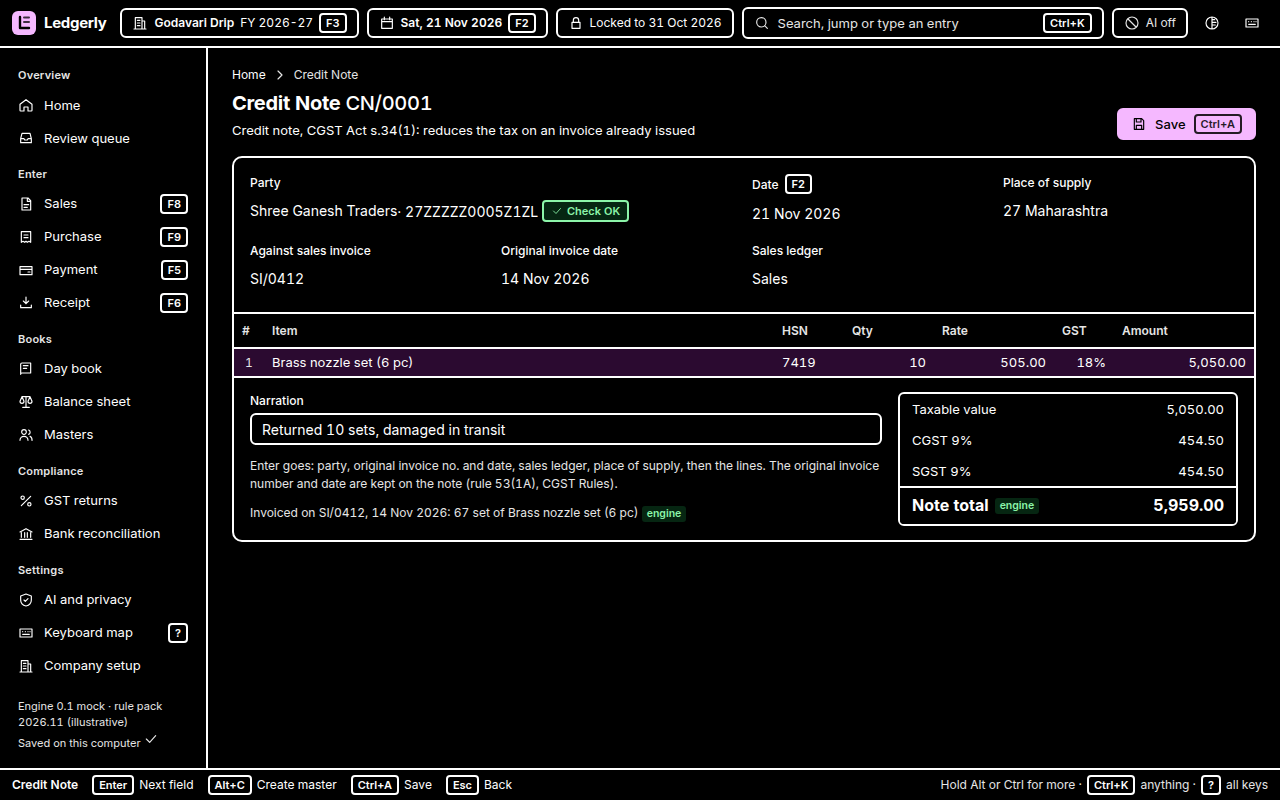 Ledgerly
Godavari Drip FY 2026-27 F3
Sat, 21 Nov 2026 F2
Locked to 31 Oct 2026
Search, jump or type an entry Ctrl+K
AI off
Overview
Home
Review queue
Enter
Sales F8
Purchase F9
Payment F5
Receipt F6
Books
Day book
Balance sheet
Masters
Compliance
GST returns
Bank reconciliation
Settings
AI and privacy
Keyboard map ?
Company setup
Engine 0.1 mock · rule pack
2026.11 (illustrative)
Saved on this computer
Home > Credit Note
Credit Note CN/0001
Credit note, CGST Act s.34(1): reduces the tax on an invoice already issued
Save Ctrl+A
Party
Shree Ganesh Traders · 27ZZZZZ0005Z1ZL Check OK
Date F2
21 Nov 2026
Place of supply
27 Maharashtra
Against sales invoice
SI/0412
Original invoice date
14 Nov 2026
Sales ledger
Sales
# Item HSN Qty Rate GST Amount
1 Brass nozzle set (6 pc) 7419 10 505.00 18% 5,050.00
Narration
Returned 10 sets, damaged in transit
Enter goes: party, original invoice no. and date, sales ledger, place of supply, then the lines. The original invoice
number and date are kept on the note (rule 53(1A), CGST Rules).
Invoiced on SI/0412, 14 Nov 2026: 67 set of Brass nozzle set (6 pc) engine
Taxable value 5,050.00
CGST 9% 454.50
SGST 9% 454.50
Note total engine 5,959.00
Credit Note Enter Next field Alt+C Create master Ctrl+A Save Esc Back
Hold Alt or Ctrl for more · Ctrl+K anything · ? all keys